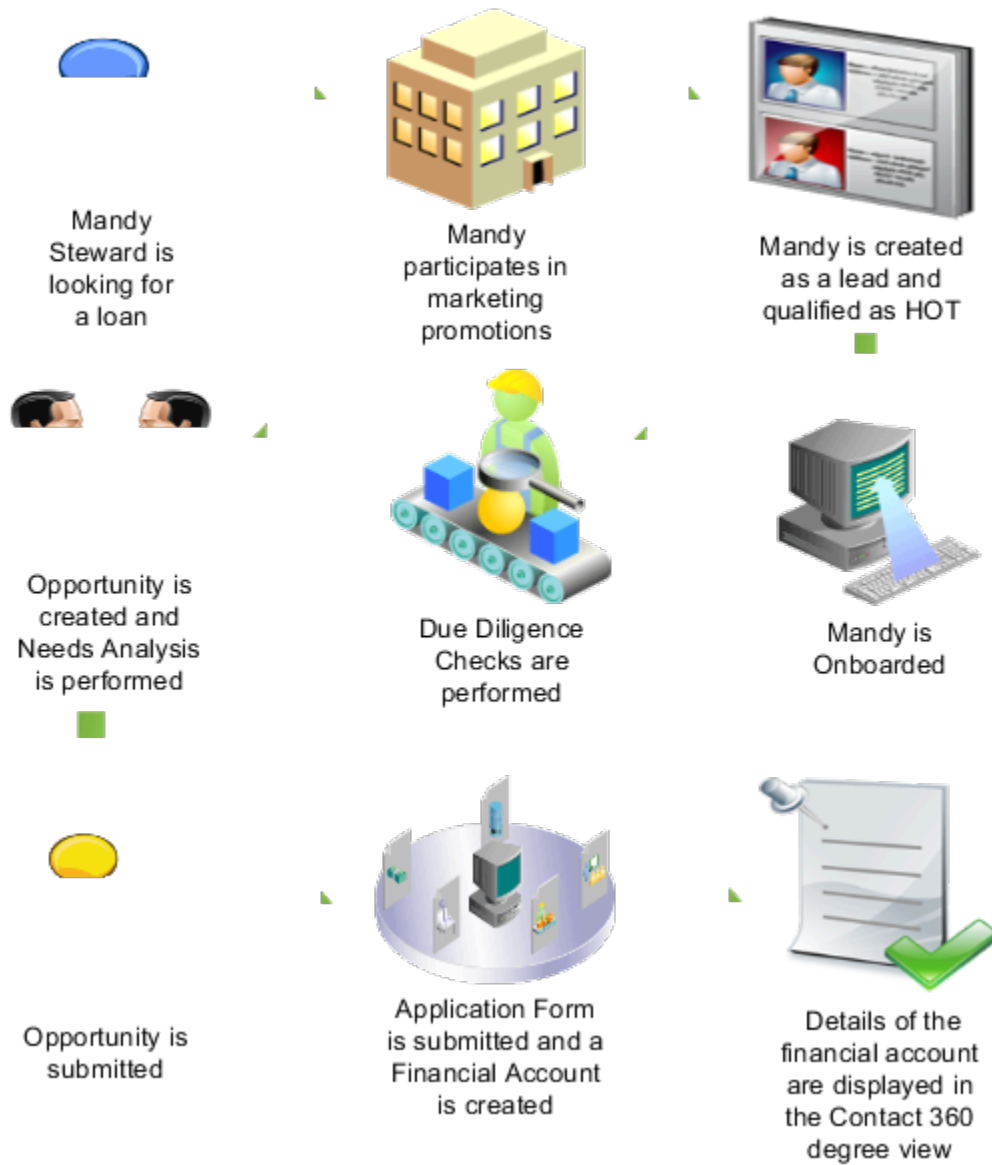 Mandy
Steward is
looking for
a loan
Mandy
participates in
marketing
promotions
Mandy is created
as a lead and
qualified as HOT
Opportunity is
created and
Needs Analysis
is performed
Due Diligence
Checks are
performed
Mandy is
Onboarded
Opportunity is
submitted
Application Form
is submitted and a
Financial Account
is created
Details of the
financial account
are displayed in
the Contact 360
degree view